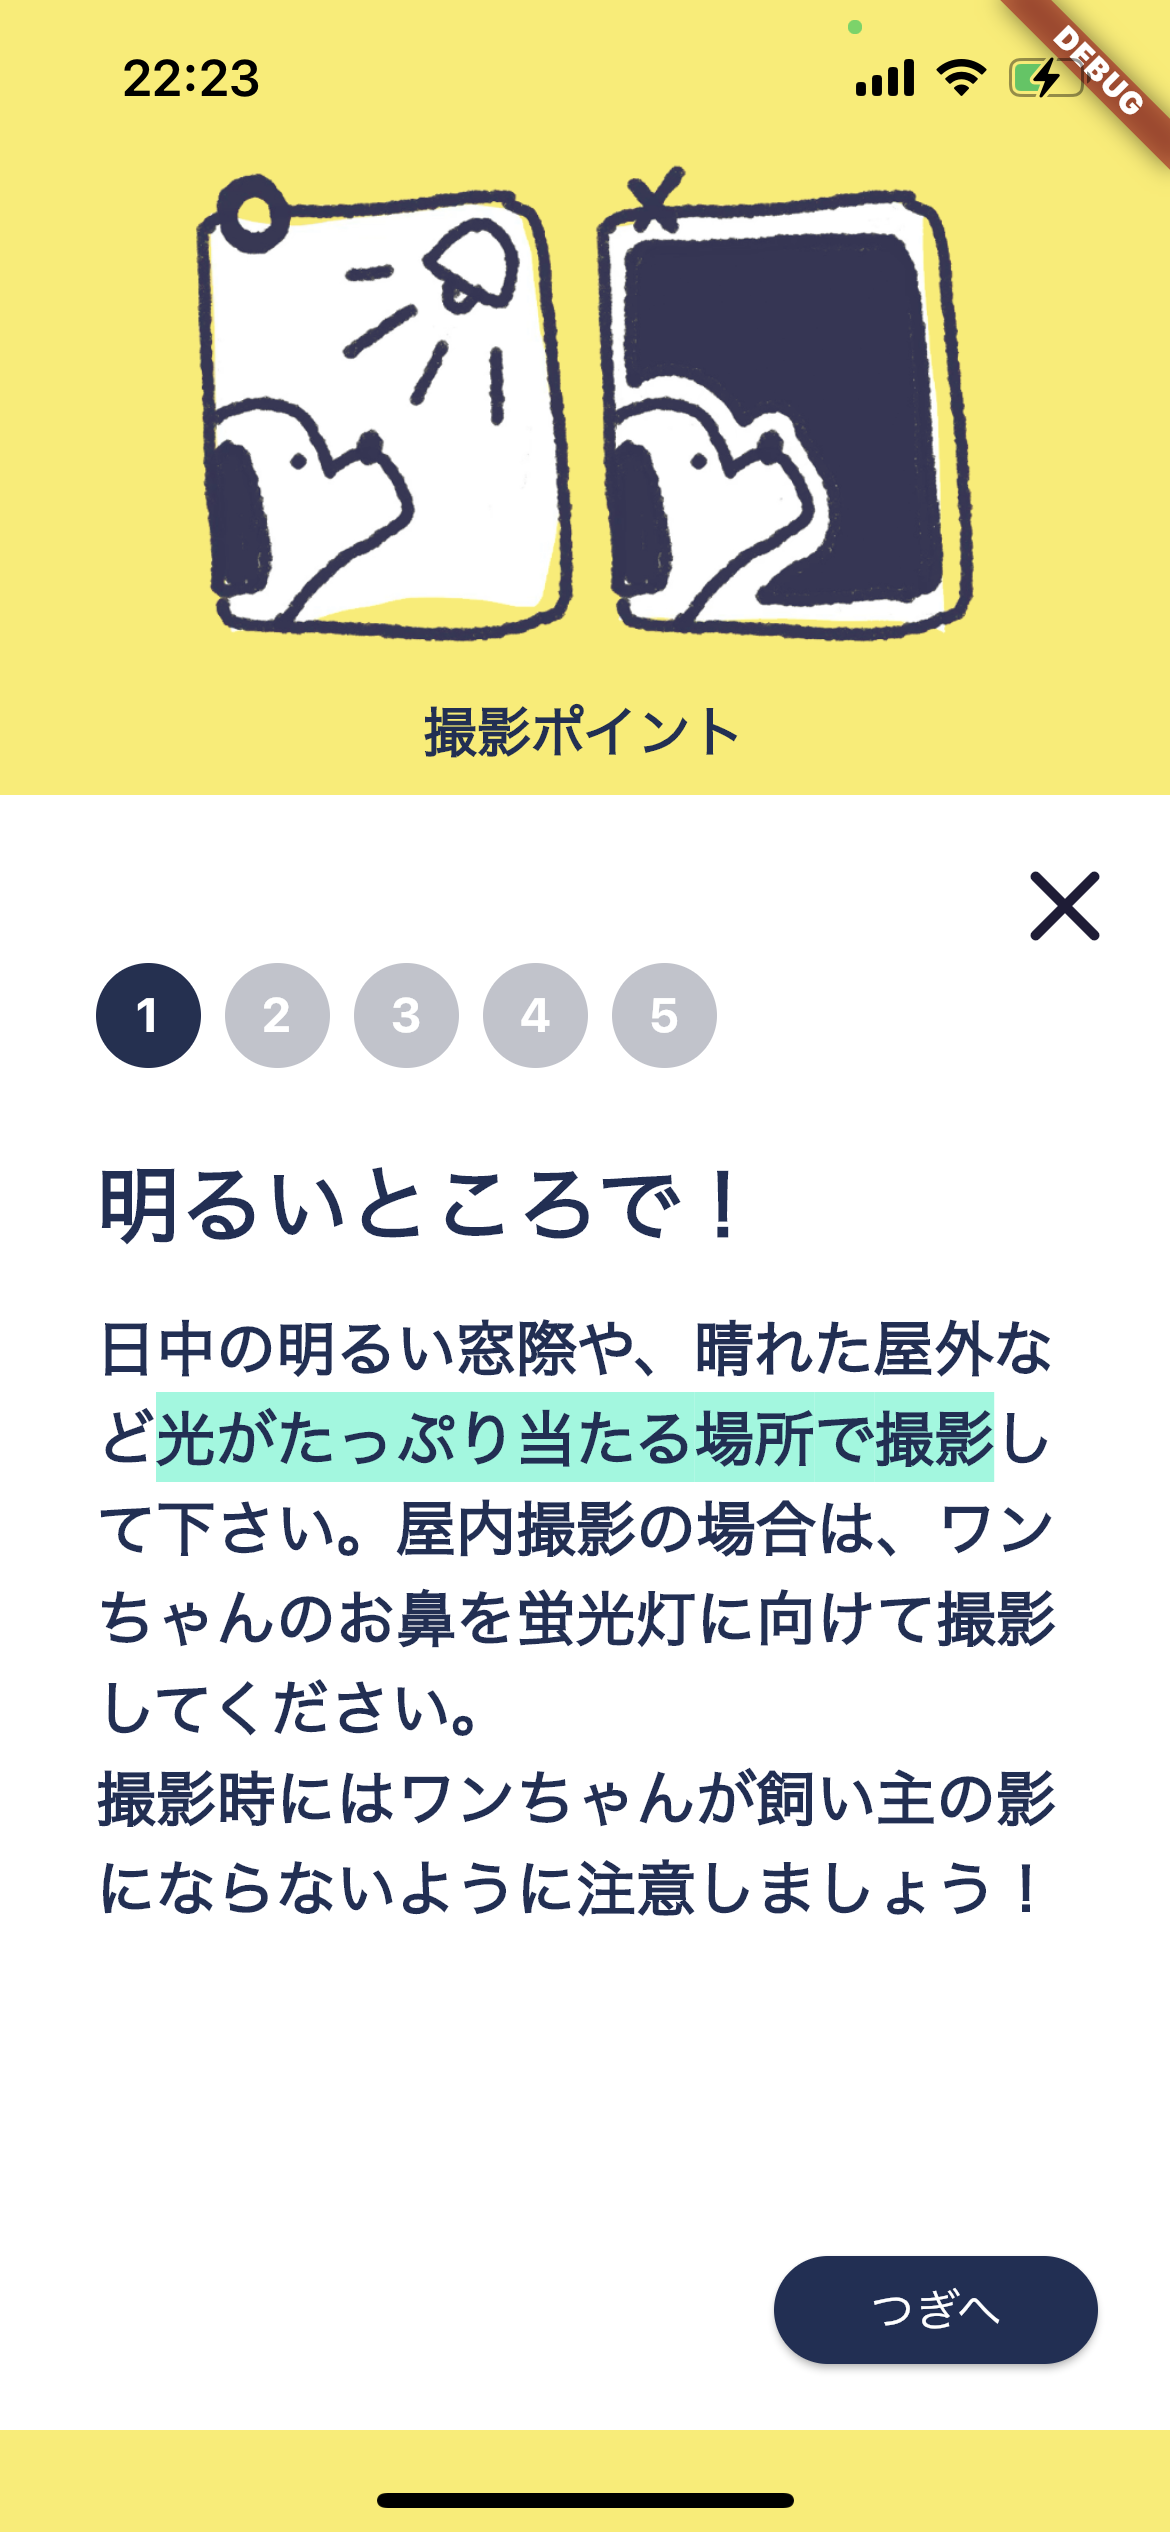 22:23
DEBUG
撮影ポイント
1 2 3 4 5
明るいところで！
日中の明るい窓際や、晴れた屋外な
ど光がたっぷり当たる場所で撮影し
て下さい。屋内撮影の場合は、ワン
ちゃんのお鼻を蛍光灯に向けて撮影
してください。
撮影時にはワンちゃんが飼い主の影
にならないように注意しましょう！
つぎへ